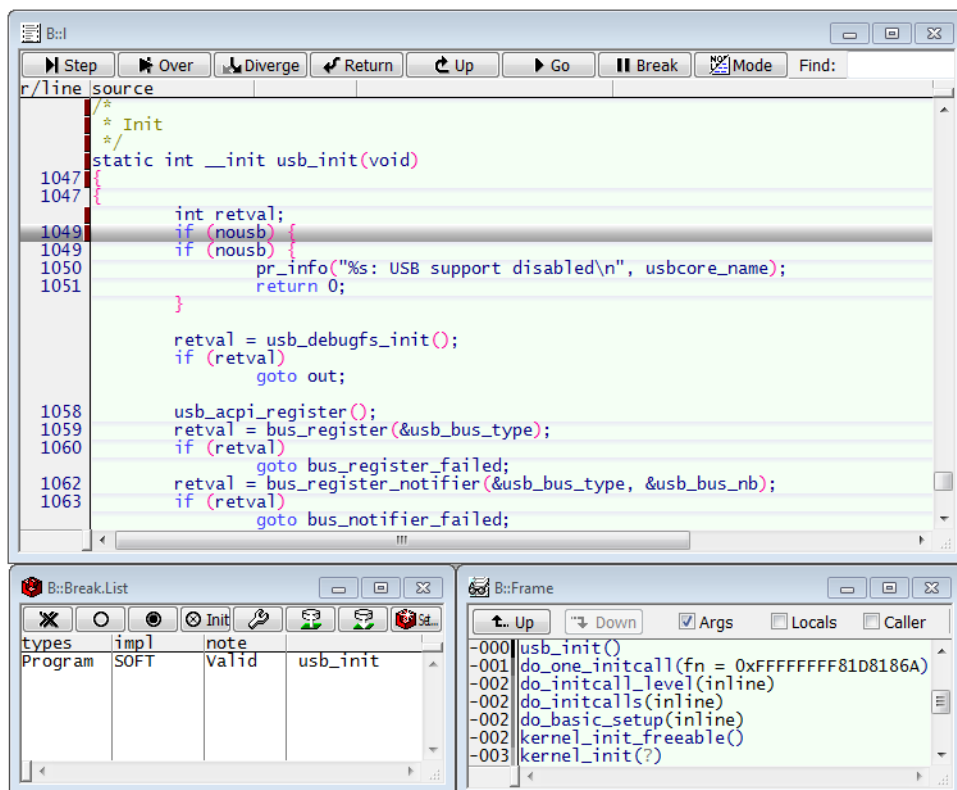 B::l
Step Over Diverge Return Up Go Break Mode Find:
r/line source
/*
* Init
*/
static int __init usb_init(void)
1047 {
1047 {
int retval;
1049 if (nousb) {
1049 if (nousb) {
1050 pr_info("%s: USB support disabled\n", usbcore_name);
1051 return 0;
}
retval = usb_debugfs_init();
if (retval)
goto out;
1058 usb_acpi_register();
1059 retval = bus_register(&usb_bus_type);
1060 if (retval)
goto bus_register_failed;
1062 retval = bus_register_notifier(&usb_bus_type, &usb_bus_nb);
1063 if (retval)
goto bus_notifier_failed;
B::Break.List
Init Set...
types impl note
Program SOFT Valid usb_init
B::Frame
Up Down Args Locals Caller
-000 usb_init()
-001 do_one_initcall(fn = 0xFFFFFFFF81D8186A)
-002 do_initcall_level(inline)
-002 do_initcalls(inline)
-002 do_basic_setup(inline)
-002 kernel_init_freeable()
-003 kernel_init(?)